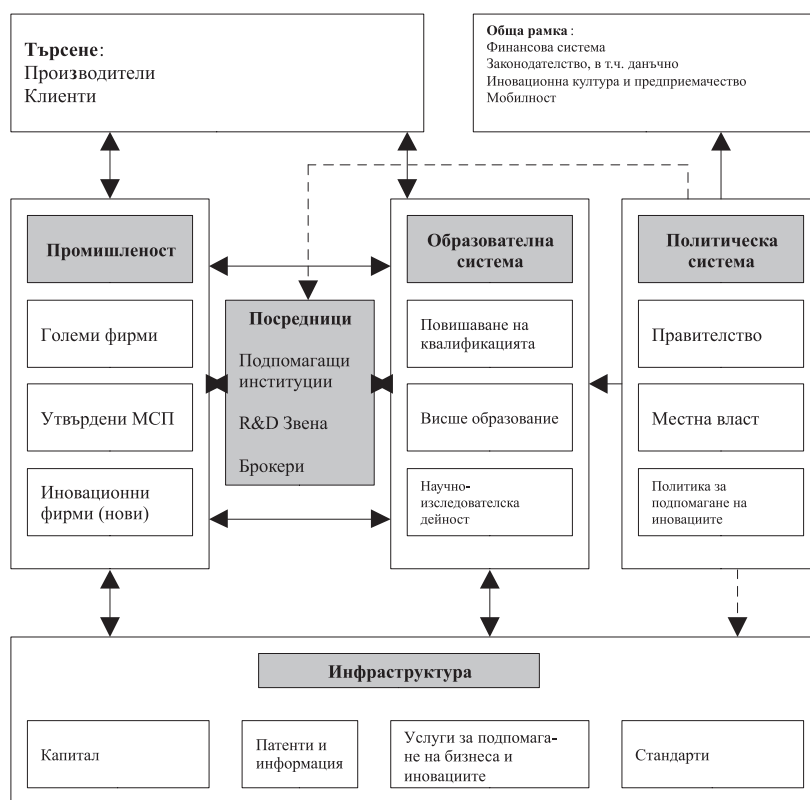 Търсене:
Производители
Клиенти
Обща рамка:
Финансова система
Законодателство, в т.ч. данъчно
Иновационна култура и предприемачество
Мобилност
Промишленост
Големи фирми
Утвърдени МСП
Иновационни
фирми (нови)
Посредници
Подпомагащи
институции
R&D Звена
Брокери
Образователна
система
Повишаване на
квалификацията
Висше образование
Научно-
изследователска
дейност
Политическа
система
Правителство
Местна власт
Политика за
подпомагане на
иновациите
Инфраструктура
Капитал
Патенти и
информация
Услуги за подпомага-
не на бизнеса и
иновациите
Стандарти